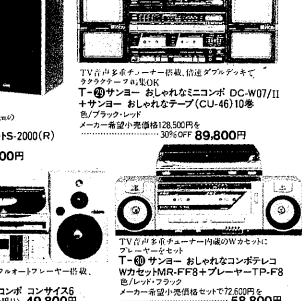 TV音声多重チューナー搭載、倍速ダブルデッキで
T-㉙サンヨー おしゃれなミニコンポ DC-W07/II
+サンヨー おしゃれなテープ(CU-46)10巻
色/ブラック・レッド
メーカー希望小売価格128,500円を
30%OFF 89,800円
S-2000(R)
00円
TV音声多重チューナー内蔵のWカセットに
プレーヤーをセット
T-㉚サンヨー おしゃれなコンポテレコ
WカセットMR-FF8+プレーヤーTP-F8
色/レッド・ブラック
メーカー希望小売価格セットで72,600円を
58,800円
フルオートプレーヤー搭載、
コンポ コンサイス6
49,800円